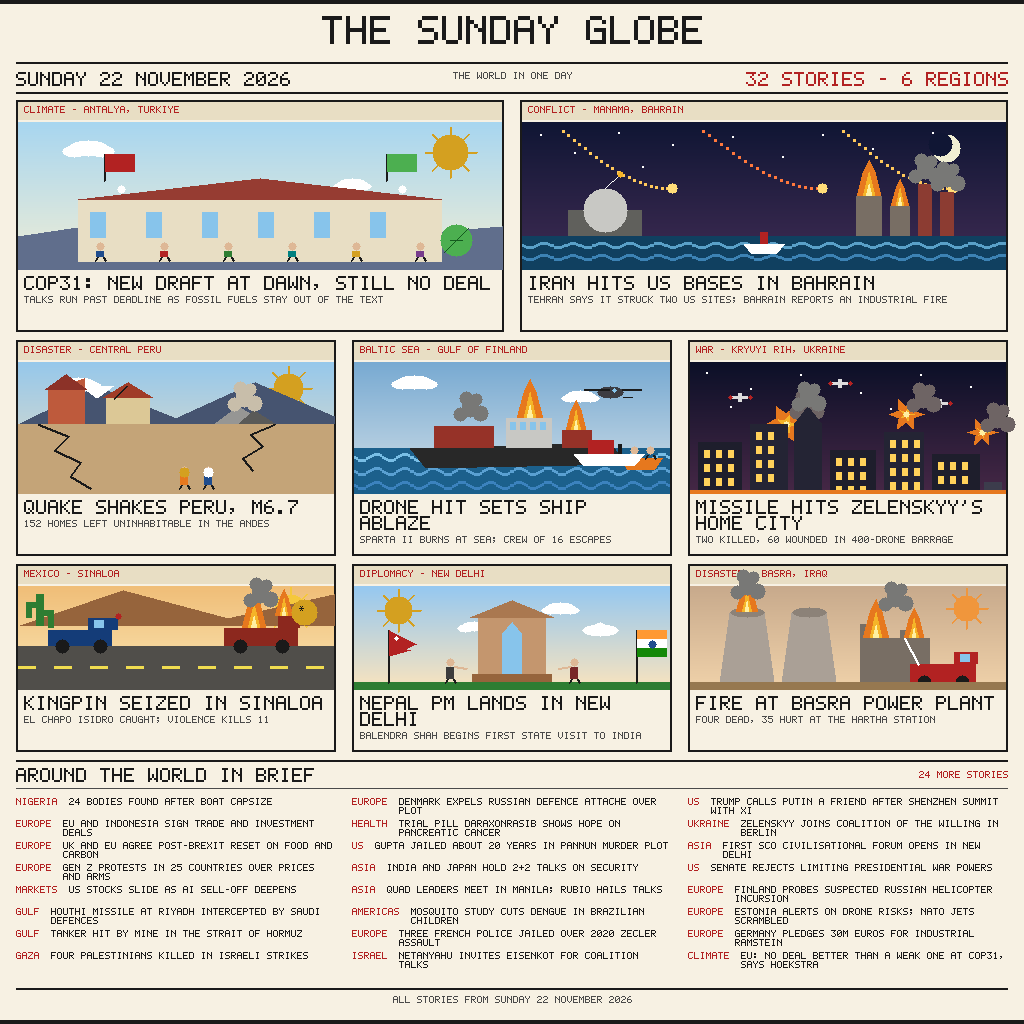 THE SUNDAY GLOBE
SUNDAY 22 NOVEMBER 2026
THE WORLD IN ONE DAY
32 STORIES - 6 REGIONS
CLIMATE - ANTALYA, TURKIYE
COP31: NEW DRAFT AT DAWN, STILL NO DEAL
TALKS RUN PAST DEADLINE AS FOSSIL FUELS STAY OUT OF THE TEXT
CONFLICT - MANAMA, BAHRAIN
IRAN HITS US BASES IN BAHRAIN
TEHRAN SAYS IT STRUCK TWO US SITES; BAHRAIN REPORTS AN INDUSTRIAL FIRE
DISASTER - CENTRAL PERU
QUAKE SHAKES PERU, M6.7
152 HOMES LEFT UNINHABITABLE IN THE ANDES
BALTIC SEA - GULF OF FINLAND
DRONE HIT SETS SHIP
ABLAZE
SPARTA II BURNS AT SEA; CREW OF 16 ESCAPES
WAR - KRYVYI RIH, UKRAINE
MISSILE HITS ZELENSKYY'S
HOME CITY
TWO KILLED, 60 WOUNDED IN 400-DRONE BARRAGE
MEXICO - SINALOA
KINGPIN SEIZED IN SINALOA
EL CHAPO ISIDRO CAUGHT; VIOLENCE KILLS 11
DIPLOMACY - NEW DELHI
NEPAL PM LANDS IN NEW
DELHI
BALENDRA SHAH BEGINS FIRST STATE VISIT TO INDIA
DISASTE BASRA, IRAQ
FIRE AT BASRA POWER PLANT
FOUR DEAD, 35 HURT AT THE HARTHA STATION
AROUND THE WORLD IN BRIEF
24 MORE STORIES
NIGERIA 24 BODIES FOUND AFTER BOAT CAPSIZE
EUROPE EU AND INDONESIA SIGN TRADE AND INVESTMENT
DEALS
EUROPE UK AND EU AGREE POST-BREXIT RESET ON FOOD AND
CARBON
EUROPE GEN Z PROTESTS IN 25 COUNTRIES OVER PRICES
AND ARMS
MARKETS US STOCKS SLIDE AS AI SELL-OFF DEEPENS
GULF HOUTHI MISSILE AT RIYADH INTERCEPTED BY SAUDI
DEFENCES
GULF TANKER HIT BY MINE IN THE STRAIT OF HORMUZ
GAZA FOUR PALESTINIANS KILLED IN ISRAELI STRIKES
EUROPE DENMARK EXPELS RUSSIAN DEFENCE ATTACHE OVER
PLOT
HEALTH TRIAL PILL DARAXONRASIB SHOWS HOPE ON
PANCREATIC CANCER
US GUPTA JAILED ABOUT 20 YEARS IN PANNUN MURDER PLOT
ASIA INDIA AND JAPAN HOLD 2+2 TALKS ON SECURITY
ASIA QUAD LEADERS MEET IN MANILA; RUBIO HAILS TALKS
AMERICAS MOSQUITO STUDY CUTS DENGUE IN BRAZILIAN
CHILDREN
EUROPE THREE FRENCH POLICE JAILED OVER 2020 ZECLER
ASSAULT
ISRAEL NETANYAHU INVITES EISENKOT FOR COALITION
TALKS
US TRUMP CALLS PUTIN A FRIEND AFTER SHENZHEN SUMMIT
WITH XI
UKRAINE ZELENSKYY JOINS COALITION OF THE WILLING IN
BERLIN
ASIA FIRST SCO CIVILISATIONAL FORUM OPENS IN NEW
DELHI
US SENATE REJECTS LIMITING PRESIDENTIAL WAR POWERS
EUROPE FINLAND PROBES SUSPECTED RUSSIAN HELICOPTER
INCURSION
EUROPE ESTONIA ALERTS ON DRONE RISKS; NATO JETS
SCRAMBLED
EUROPE GERMANY PLEDGES 30M EUROS FOR INDUSTRIAL
RAMSTEIN
CLIMATE EU: NO DEAL BETTER THAN A WEAK ONE AT COP31,
SAYS HOEKSTRA
ALL STORIES FROM SUNDAY 22 NOVEMBER 2026